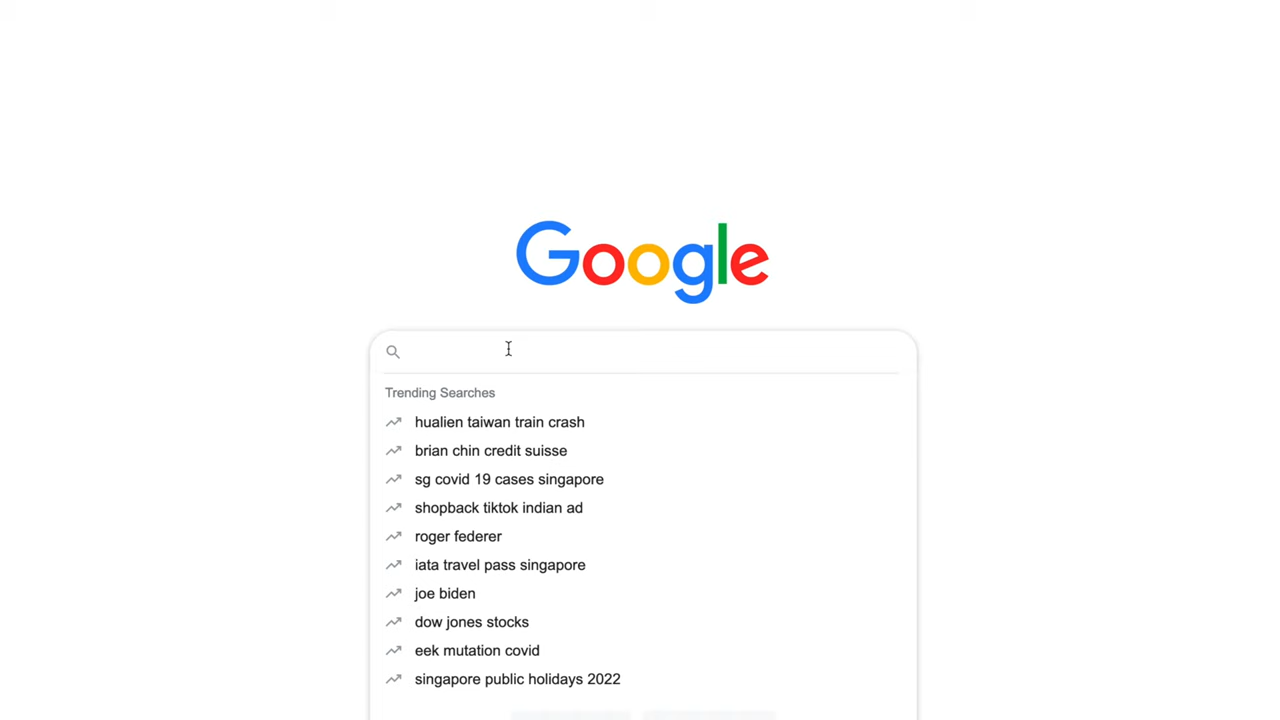 Google
Trending Searches
hualien taiwan train crash
brian chin credit suisse
sg covid 19 cases singapore
shopback tiktok indian ad
roger federer
iata travel pass singapore
joe biden
dow jones stocks
eek mutation covid
singapore public holidays 2022